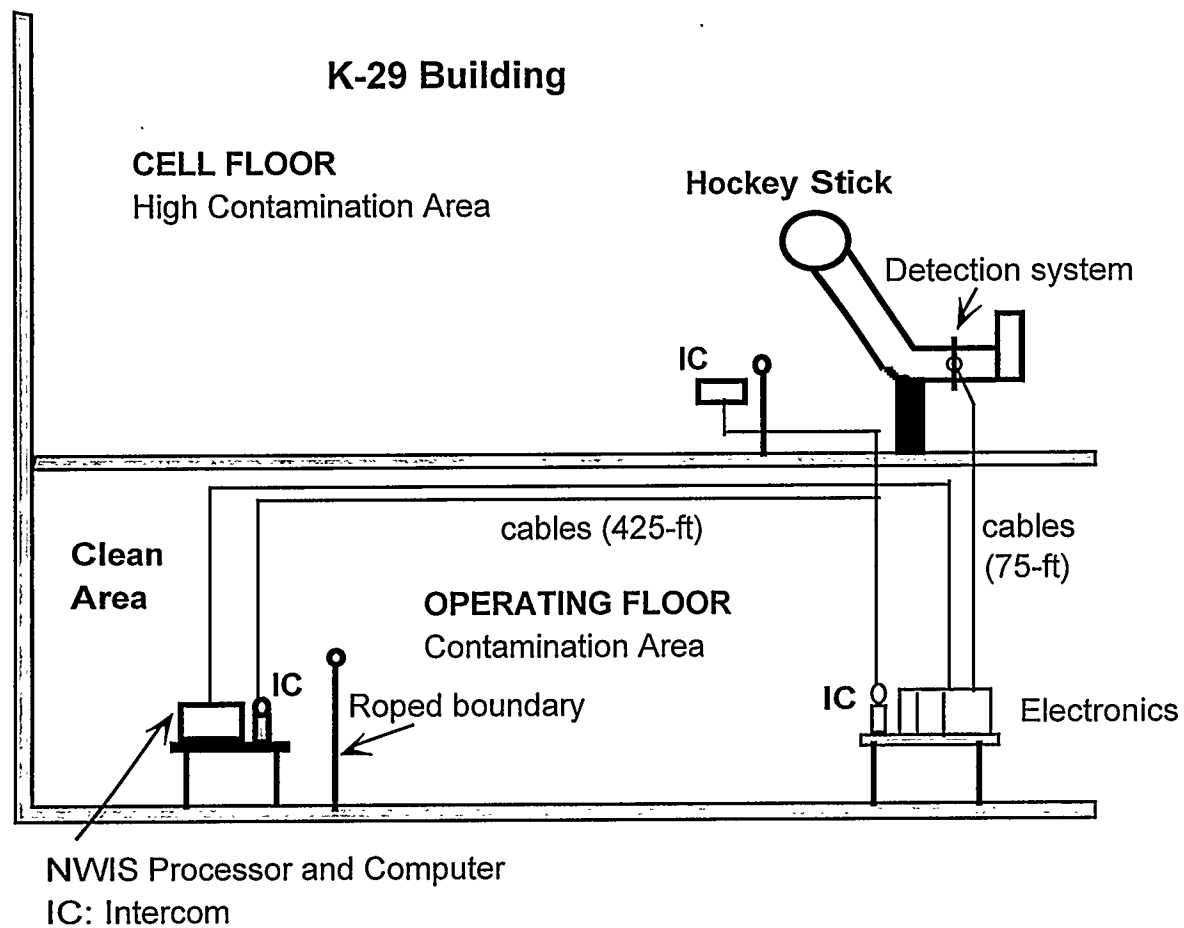 K-29 Building
CELL FLOOR
High Contamination Area
Hockey Stick
Detection system
IC
cables (425-ft)
cables
(75-ft)
Clean
Area
OPERATING FLOOR
Contamination Area
IC
Roped boundary
IC
Electronics
NWIS Processor and Computer
IC: Intercom